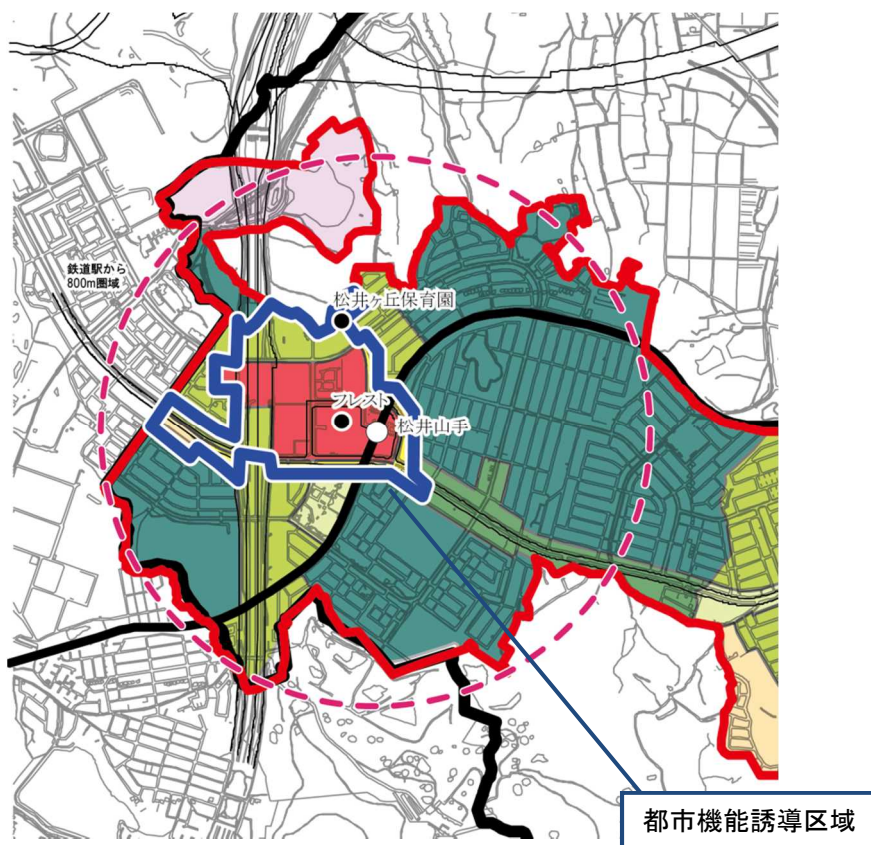 鉄道駅から
800m圏域
松井ヶ丘保育園
フレスト
松井山手
都市機能誘導区域